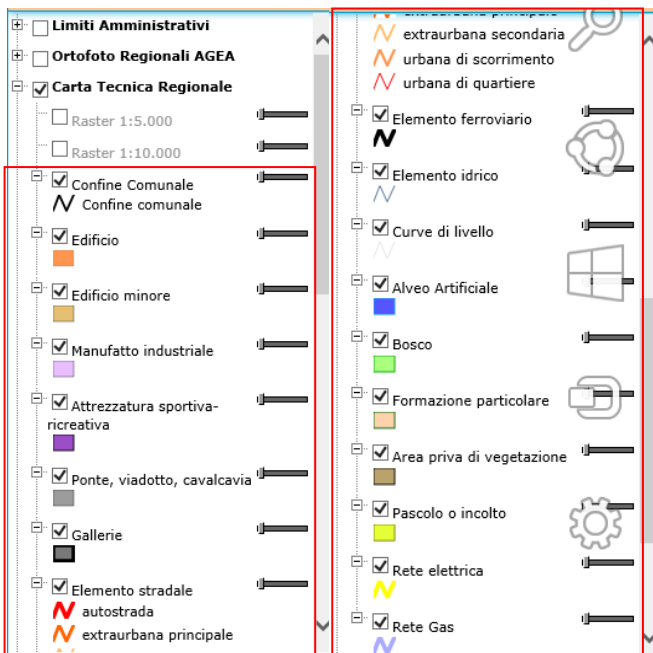 Limiti Amministrativi
Ortofoto Regionali AGEA
Carta Tecnica Regionale
Raster 1:5.000
Raster 1:10.000
Confine Comunale
Confine comunale
Edificio
Edificio minore
Manufatto industriale
Attrezzatura sportiva-
ricreativa
Ponte, viadotto, cavalcavia
Gallerie
Elemento stradale
autostrada
extraurbana principale
extraurbana principale
extraurbana secondaria
urbana di scorrimento
urbana di quartiere
Elemento ferroviario
Elemento idrico
Curve di livello
Alveo Artificiale
Bosco
Formazione particolare
Area priva di vegetazione
Pascolo o incolto
Rete elettrica
Rete Gas